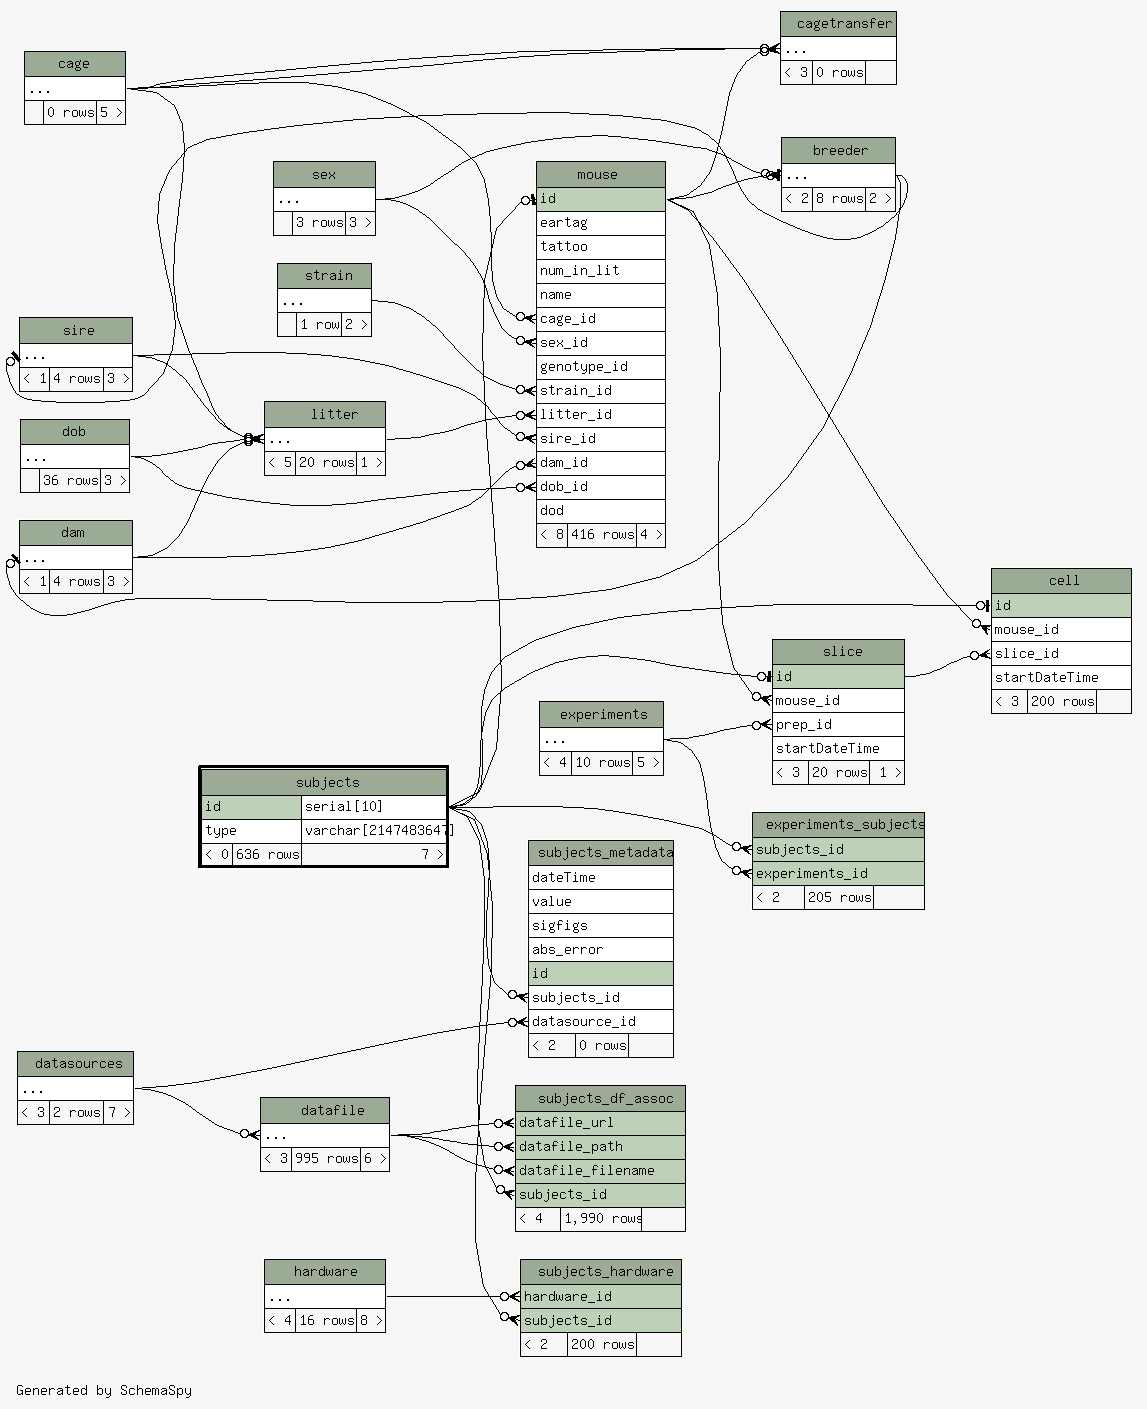 cagetransfer
...
< 3 0 rows
cage
...
0 rows 5 >
breeder
...
< 2 8 rows 2 >
sex
...
3 rows 3 >
mouse
id
eartag
tattoo
num_in_lit
name
cage_id
sex_id
genotype_id
strain_id
litter_id
sire_id
dam_id
dob_id
dod
< 8 416 rows 4 >
strain
...
1 row 2 >
sire
...
< 1 4 rows 3 >
litter
...
< 5 20 rows 1 >
dob
...
36 rows 3 >
dam
...
< 1 4 rows 3 >
cell
id
mouse_id
slice_id
startDateTime
< 3 200 rows
slice
id
mouse_id
prep_id
startDateTime
< 3 20 rows 1 >
experiments
...
< 4 10 rows 5 >
subjects
id serial[10]
type varchar[2147483647]
< 0 636 rows 7 >
experiments_subjects
subjects_id
experiments_id
< 2 205 rows
subjects_metadata
dateTime
value
sigfigs
abs_error
id
subjects_id
datasource_id
< 2 0 rows
datasources
...
< 3 2 rows 7 >
datafile
...
< 3 995 rows 6 >
subjects_df_assoc
datafile_url
datafile_path
datafile_filename
subjects_id
< 4 1,990 rows
hardware
...
< 4 16 rows 8 >
subjects_hardware
hardware_id
subjects_id
< 2 200 rows
Generated by SchemaSpy